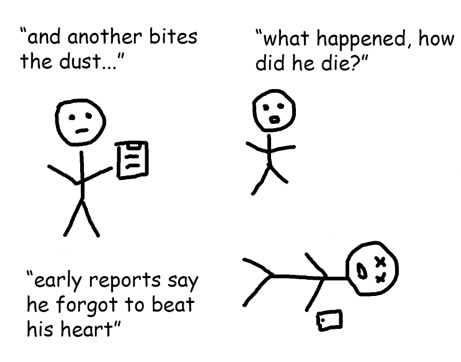 "and another bites
the dust..."
"what happened, how
did he die?"
"early reports say
he forgot to beat
his heart"